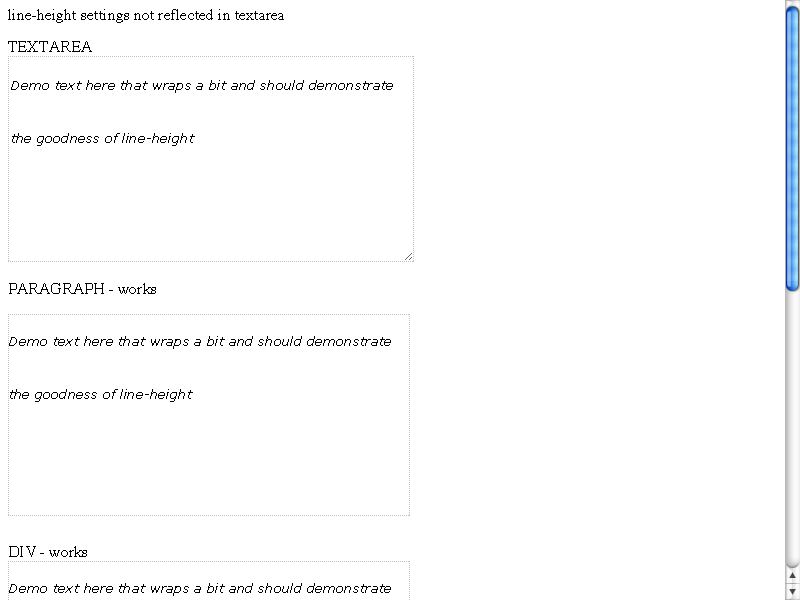 line-height settings not reflected in textarea
TEXTAREA
Demo text here that wraps a bit and should demonstrate
the goodness of line-height
PARAGRAPH - works
Demo text here that wraps a bit and should demonstrate
the goodness of line-height
DIV - works
Demo text here that wraps a bit and should demonstrate